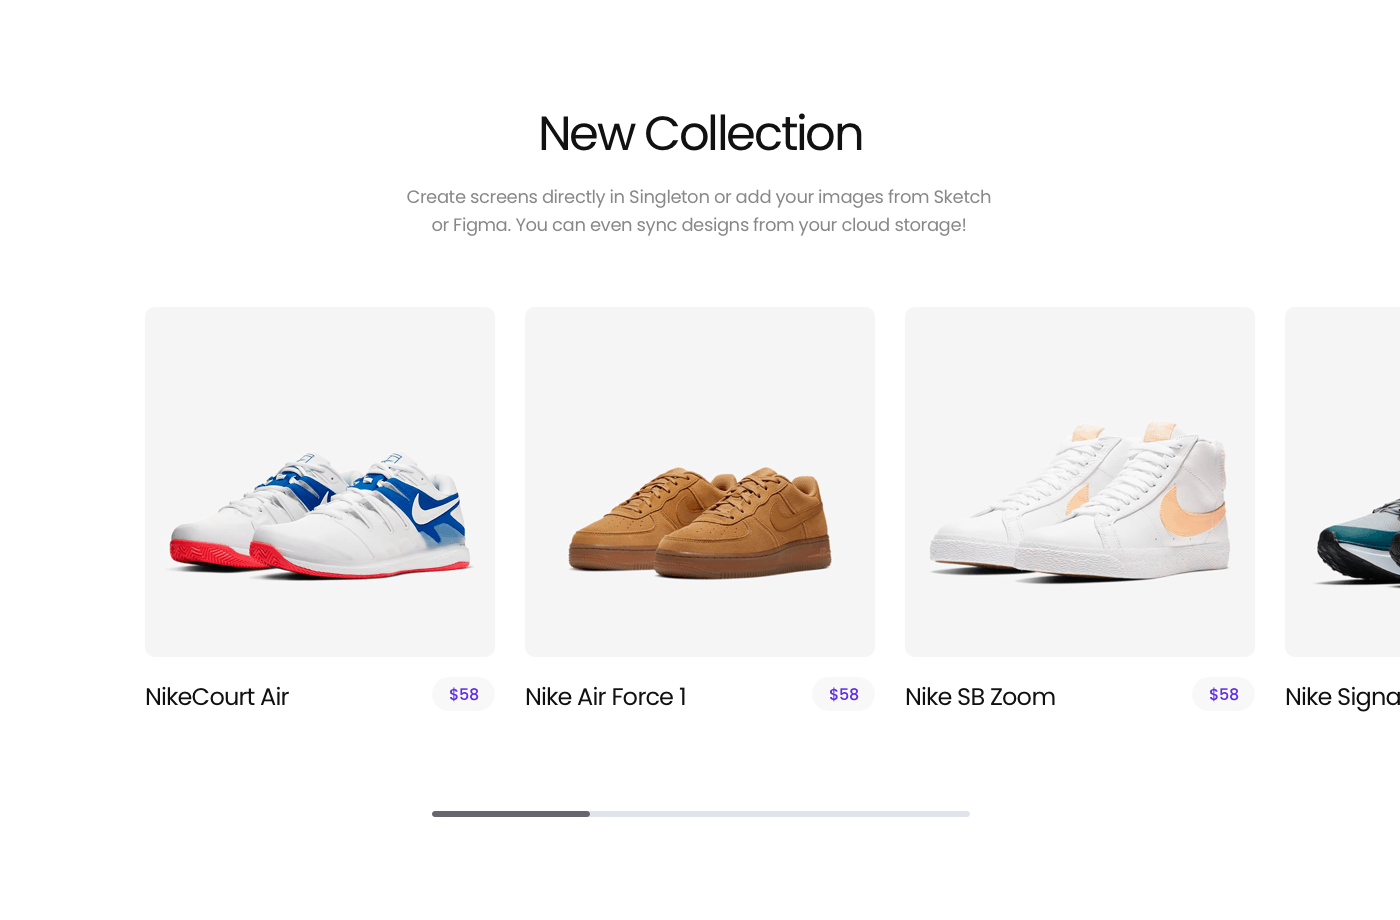 New Collection
Create screens directly in Singleton or add your images from Sketch
or Figma. You can even sync designs from your cloud storage!
NikeCourt Air
$58
Nike Air Force 1
$58
Nike SB Zoom
$58
Nike Signa